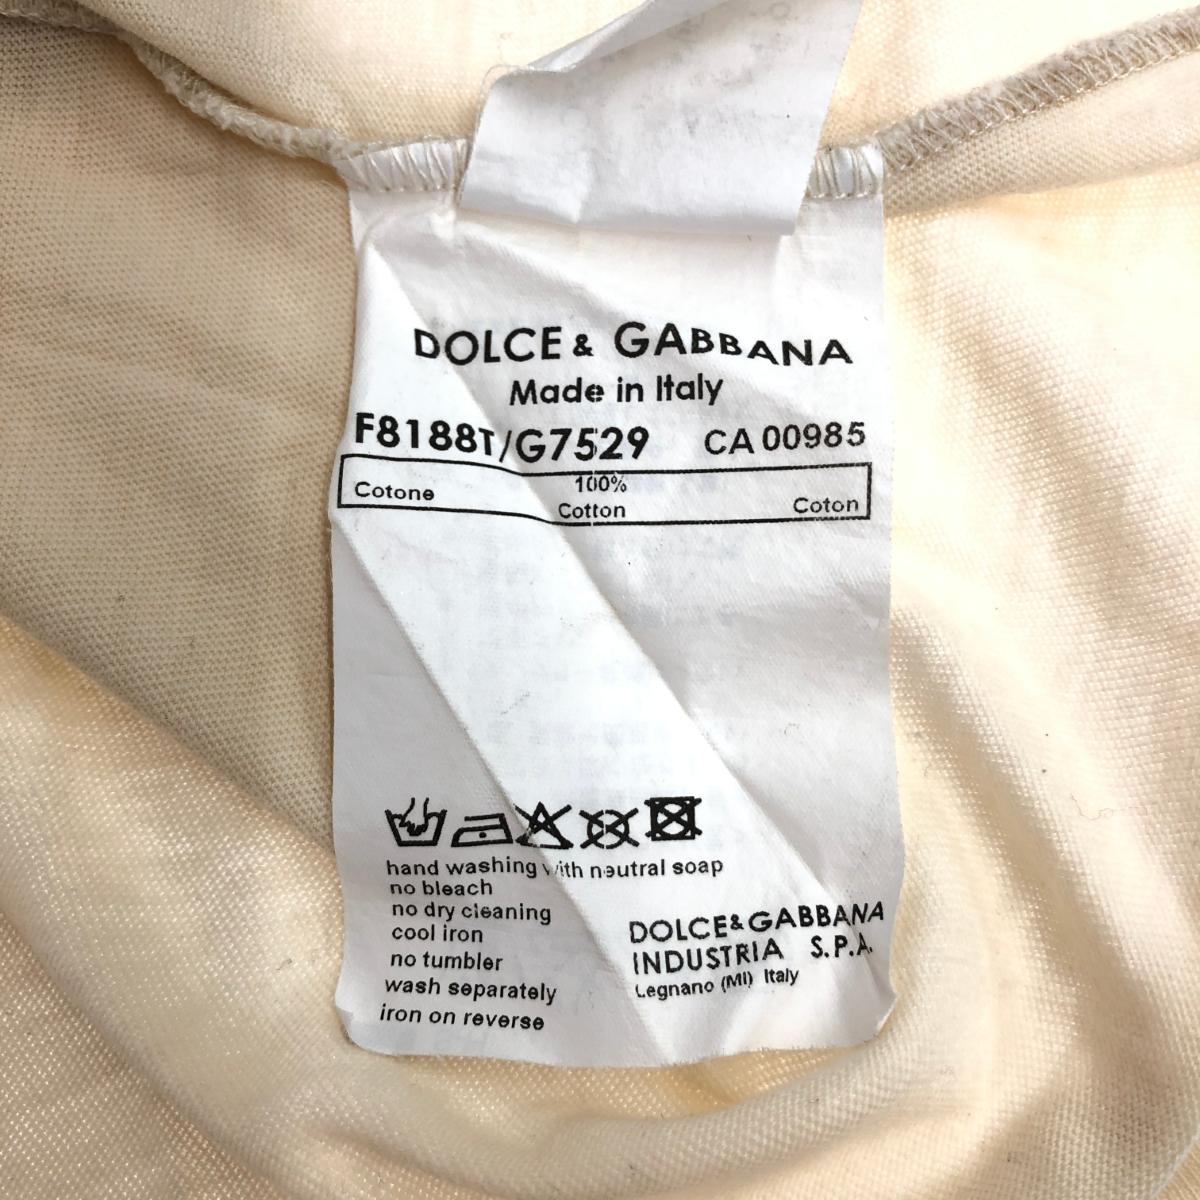 DOLCE & GABBANA
Made in Italy
F8188T/G7529 CA 00985
100%
Cotone Cotton Coton
hand washing with neutral soap
no bleach
no dry cleaning
cool iron
no tumbler
wash separately
iron on reverse
DOLCE&GABBANA
INDUSTRIA S.P.A.
Legnano (MI) Italy